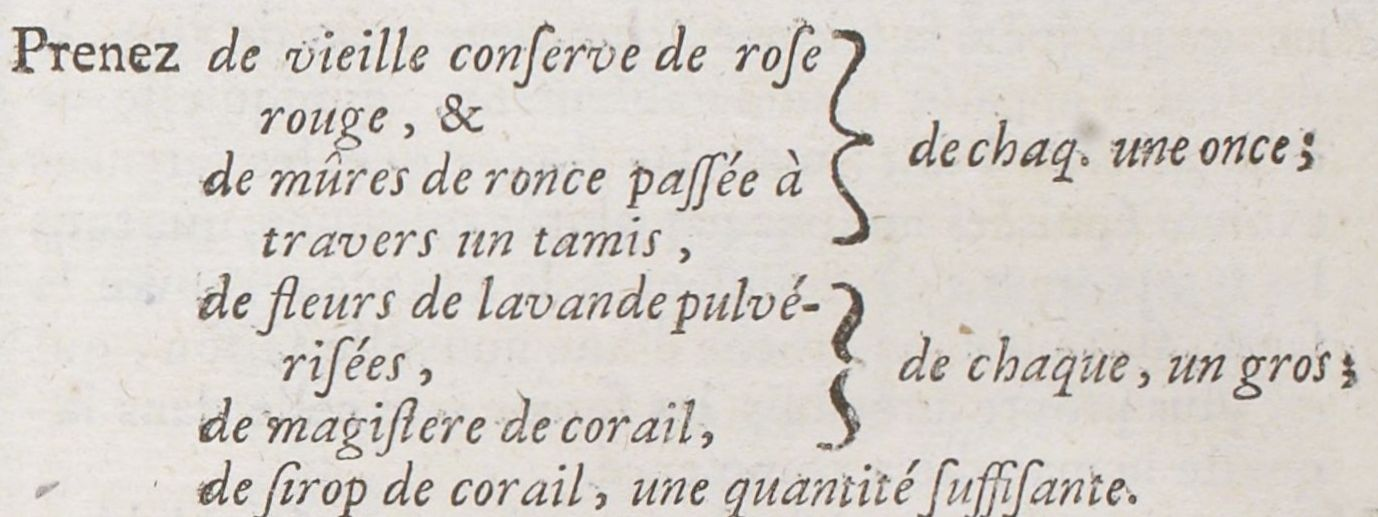 Prenez de vieille conſerve de roſe
rouge, &
de mûres de ronce paſſée à
travers un tamis,
de chaq. une once;
de fleurs de lavande pulvé-
riſées,
de magiſtere de corail,
de chaque, un gros;
de ſirop de corail, une quantité ſuffiſante.